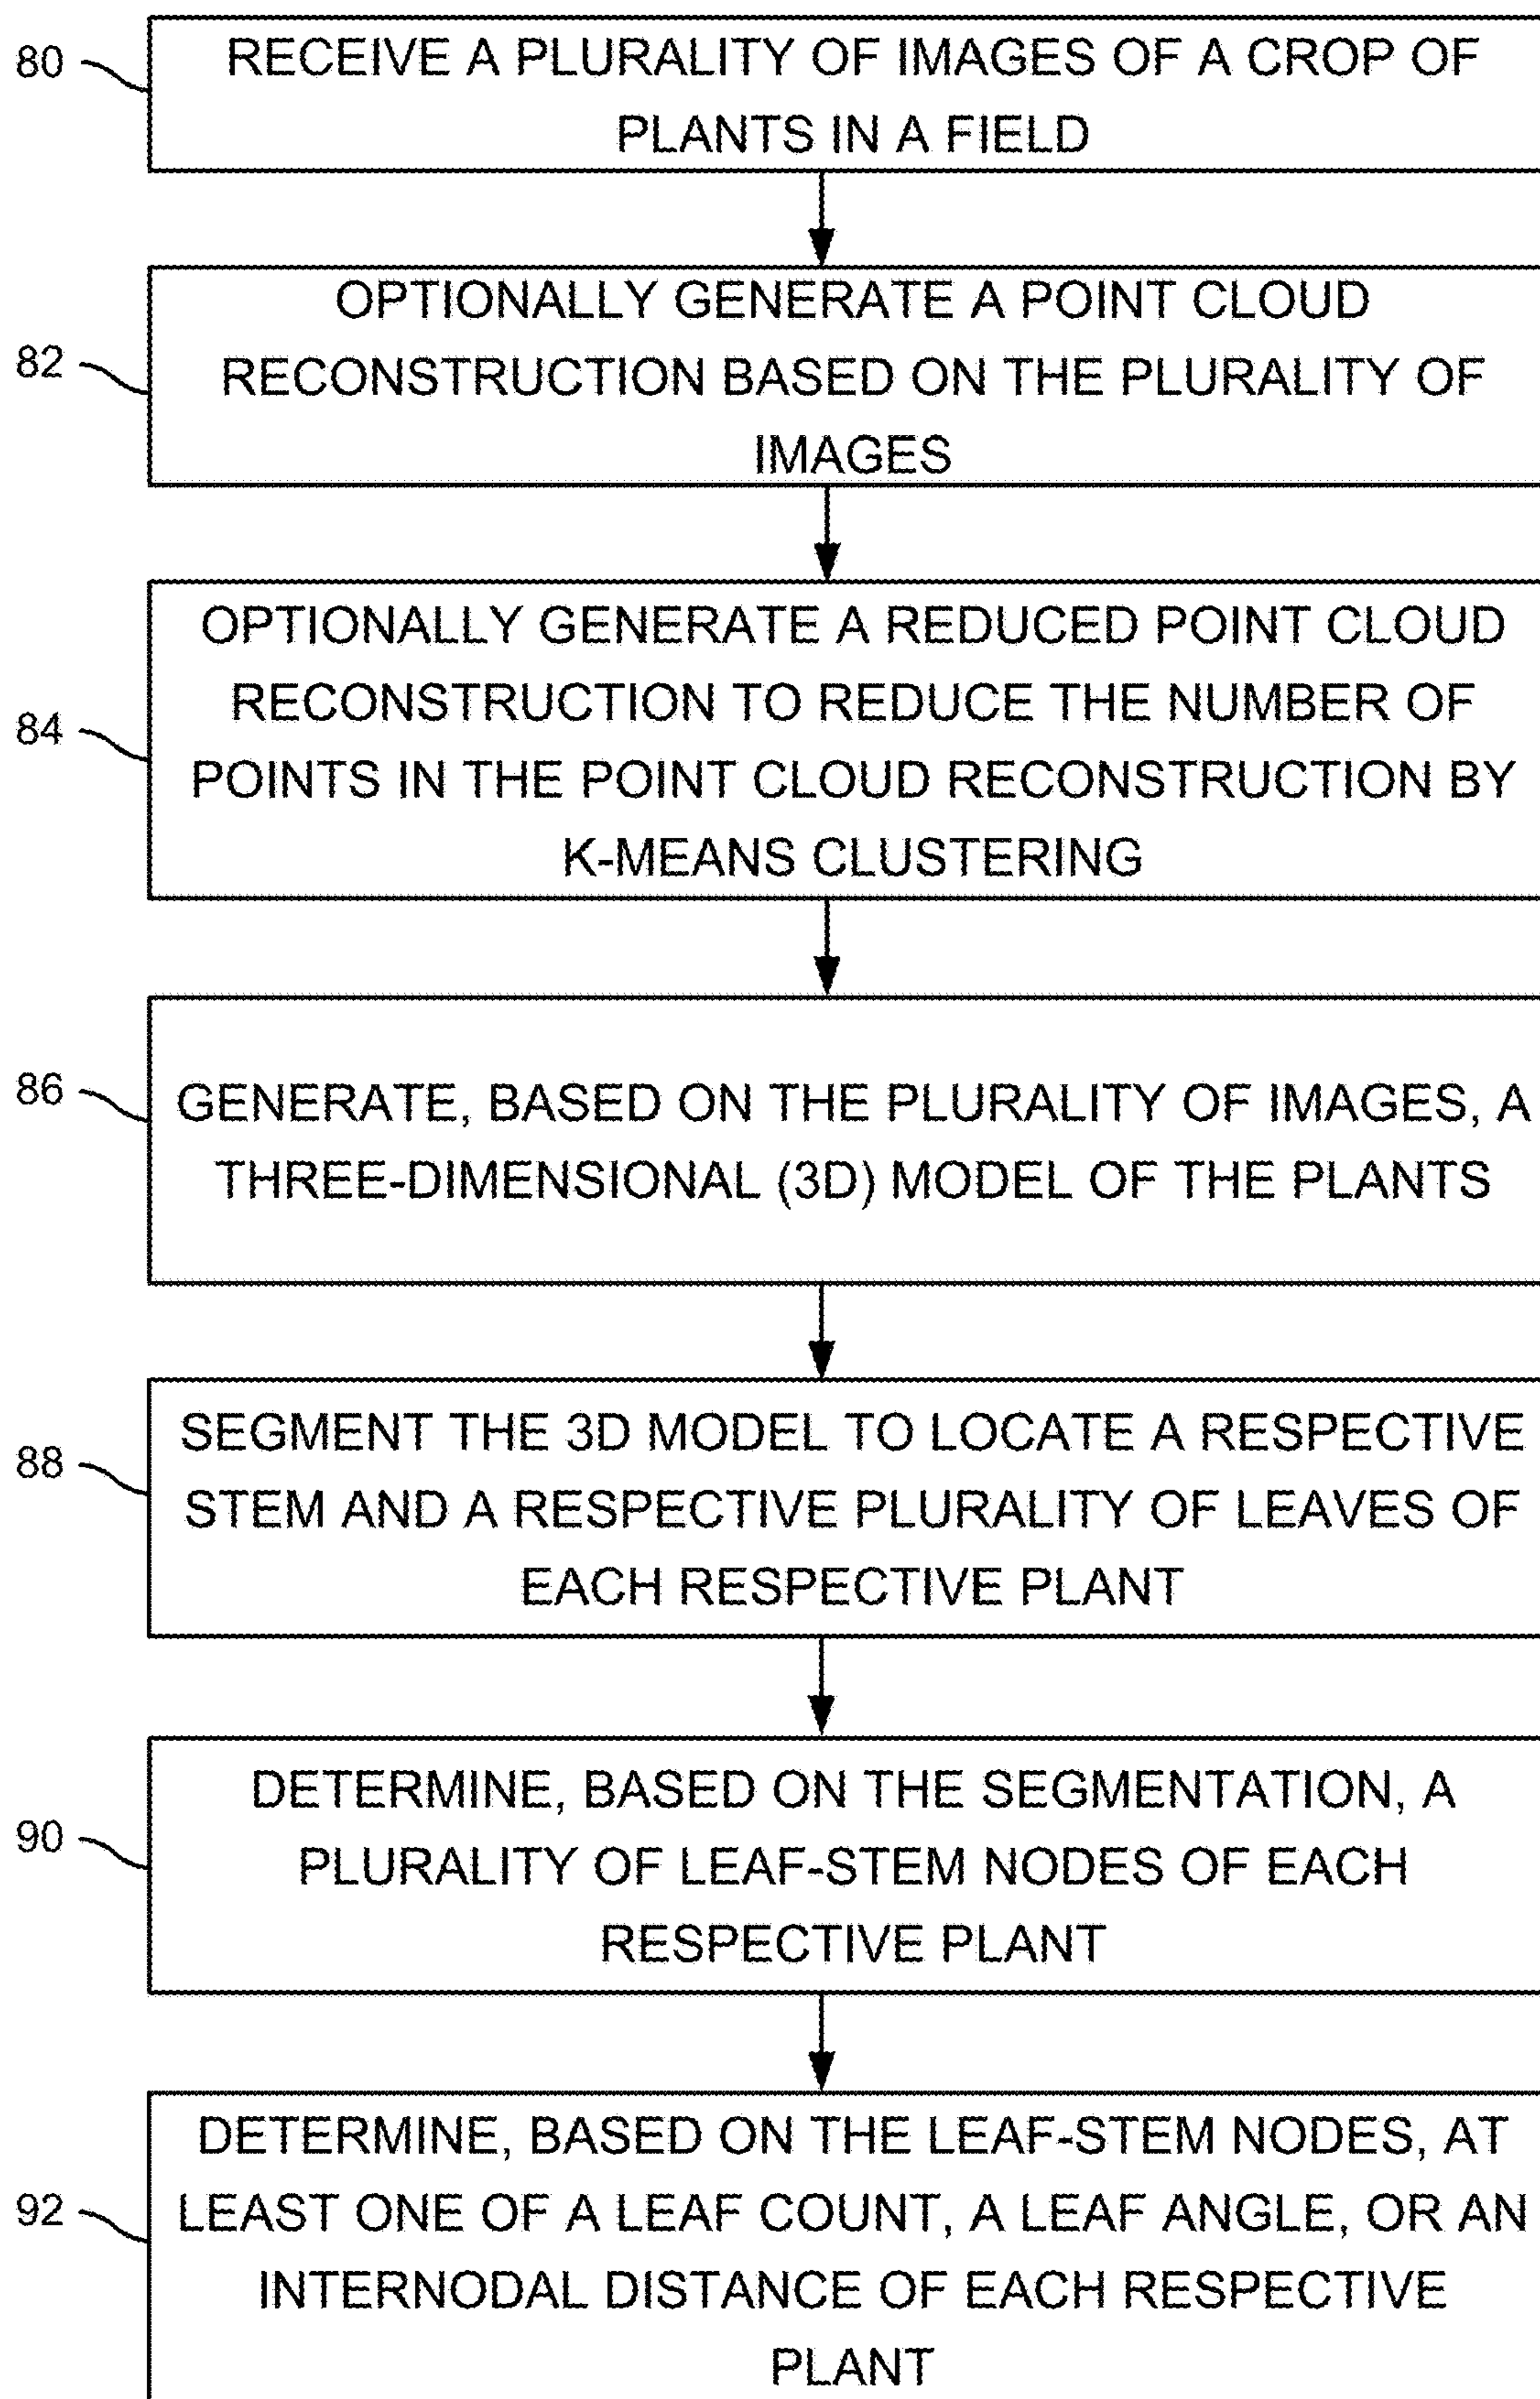 80
RECEIVE A PLURALITY OF IMAGES OF A CROP OF
PLANTS IN A FIELD
82
OPTIONALLY GENERATE A POINT CLOUD
RECONSTRUCTION BASED ON THE PLURALITY OF
IMAGES
84
OPTIONALLY GENERATE A REDUCED POINT CLOUD
RECONSTRUCTION TO REDUCE THE NUMBER OF
POINTS IN THE POINT CLOUD RECONSTRUCTION BY
K-MEANS CLUSTERING
86
GENERATE, BASED ON THE PLURALITY OF IMAGES, A
THREE-DIMENSIONAL (3D) MODEL OF THE PLANTS
88
SEGMENT THE 3D MODEL TO LOCATE A RESPECTIVE
STEM AND A RESPECTIVE PLURALITY OF LEAVES OF
EACH RESPECTIVE PLANT
90
DETERMINE, BASED ON THE SEGMENTATION, A
PLURALITY OF LEAF-STEM NODES OF EACH
RESPECTIVE PLANT
92
DETERMINE, BASED ON THE LEAF-STEM NODES, AT
LEAST ONE OF A LEAF COUNT, A LEAF ANGLE, OR AN
INTERNODAL DISTANCE OF EACH RESPECTIVE
PLANT